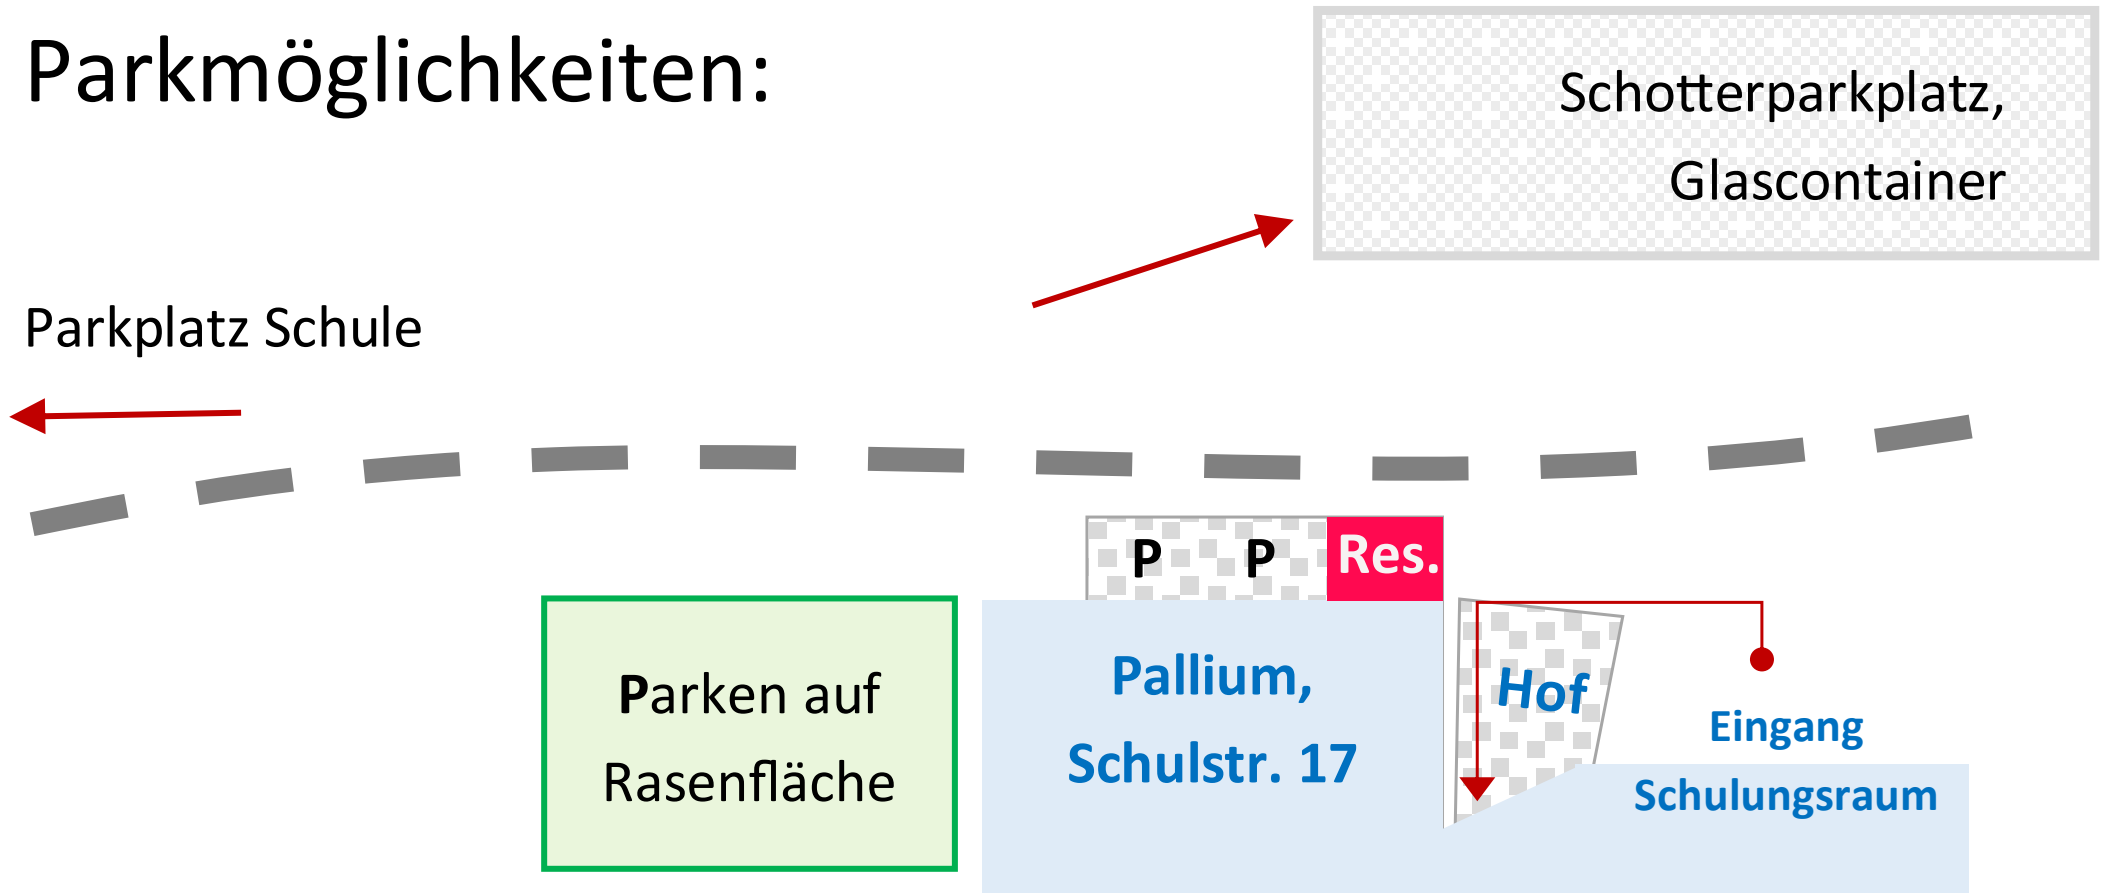 Parkmöglichkeiten:
Schotterparkplatz,
Glascontainer
Parkplatz Schule
P P Res.
Parken auf
Rasenfläche
Pallium,
Schulstr. 17
Hof
Eingang
Schulungsraum